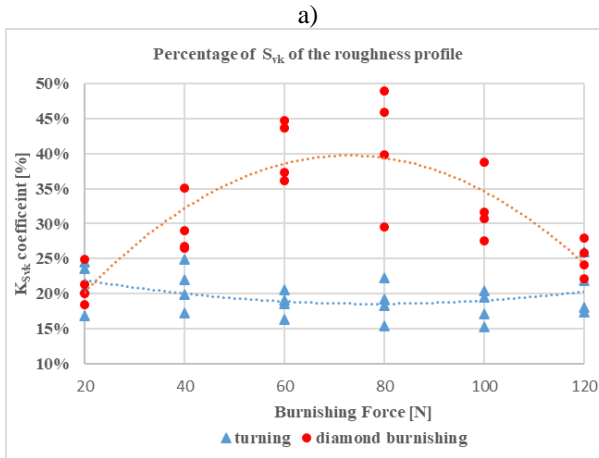 a)
Percentage of Svk of the roughness profile
50%
45%
40%
35%
30%
25%
20%
15%
10%
KSvk coefficeint [%]
20 40 60 80 100 120
Burnishing Force [N]
turning diamond burnishing